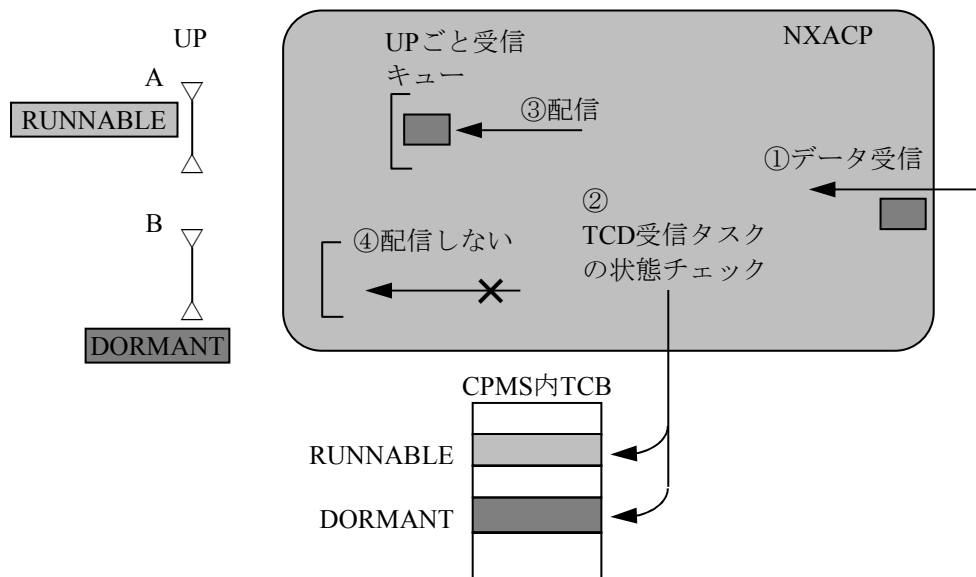 UP
UPごと受信
キュー
NXACP
A
RUNNABLE
③配信
①データ受信
B
②
TCD受信タスク
の状態チェック
④配信しない
DORMANT
CPMS内TCB
RUNNABLE
DORMANT